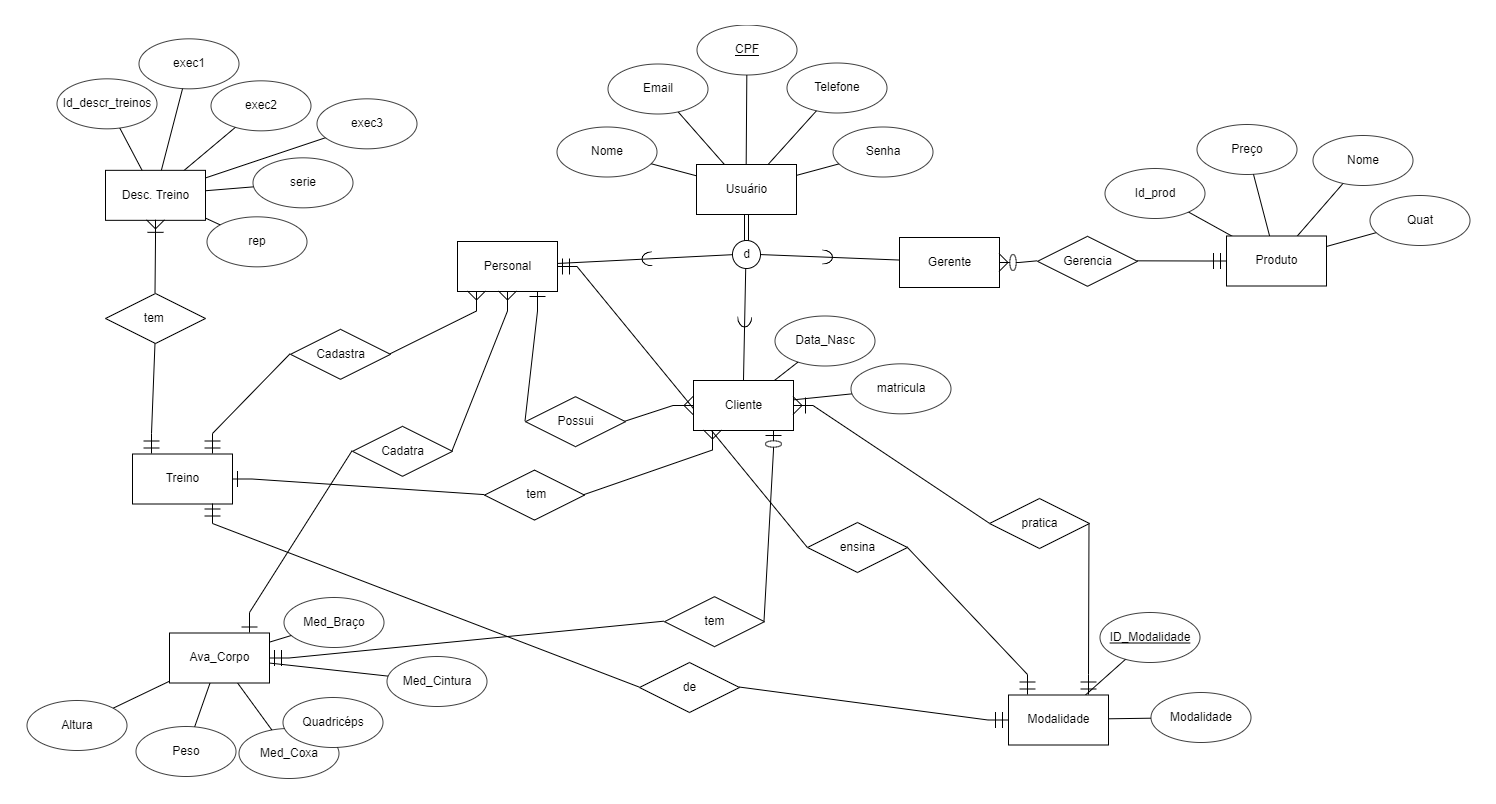 CPF
exec1
Email
Telefone
Id_descr_treinos
exec2
exec3
Nome
Senha
Preço
Nome
serie
Desc. Treino
Usuário
Id_prod
Quat
rep
d
Personal
Gerente
Gerencia
Produto
tem
Data_Nasc
Cadastra
matricula
Cliente
Possui
Cadatra
Treino
tem
pratica
ensina
Med_Braço
tem
ID_Modalidade
Ava_Corpo
Med_Cintura
de
Altura
Quadricéps
Modalidade
Modalidade
Peso
Med_Coxa